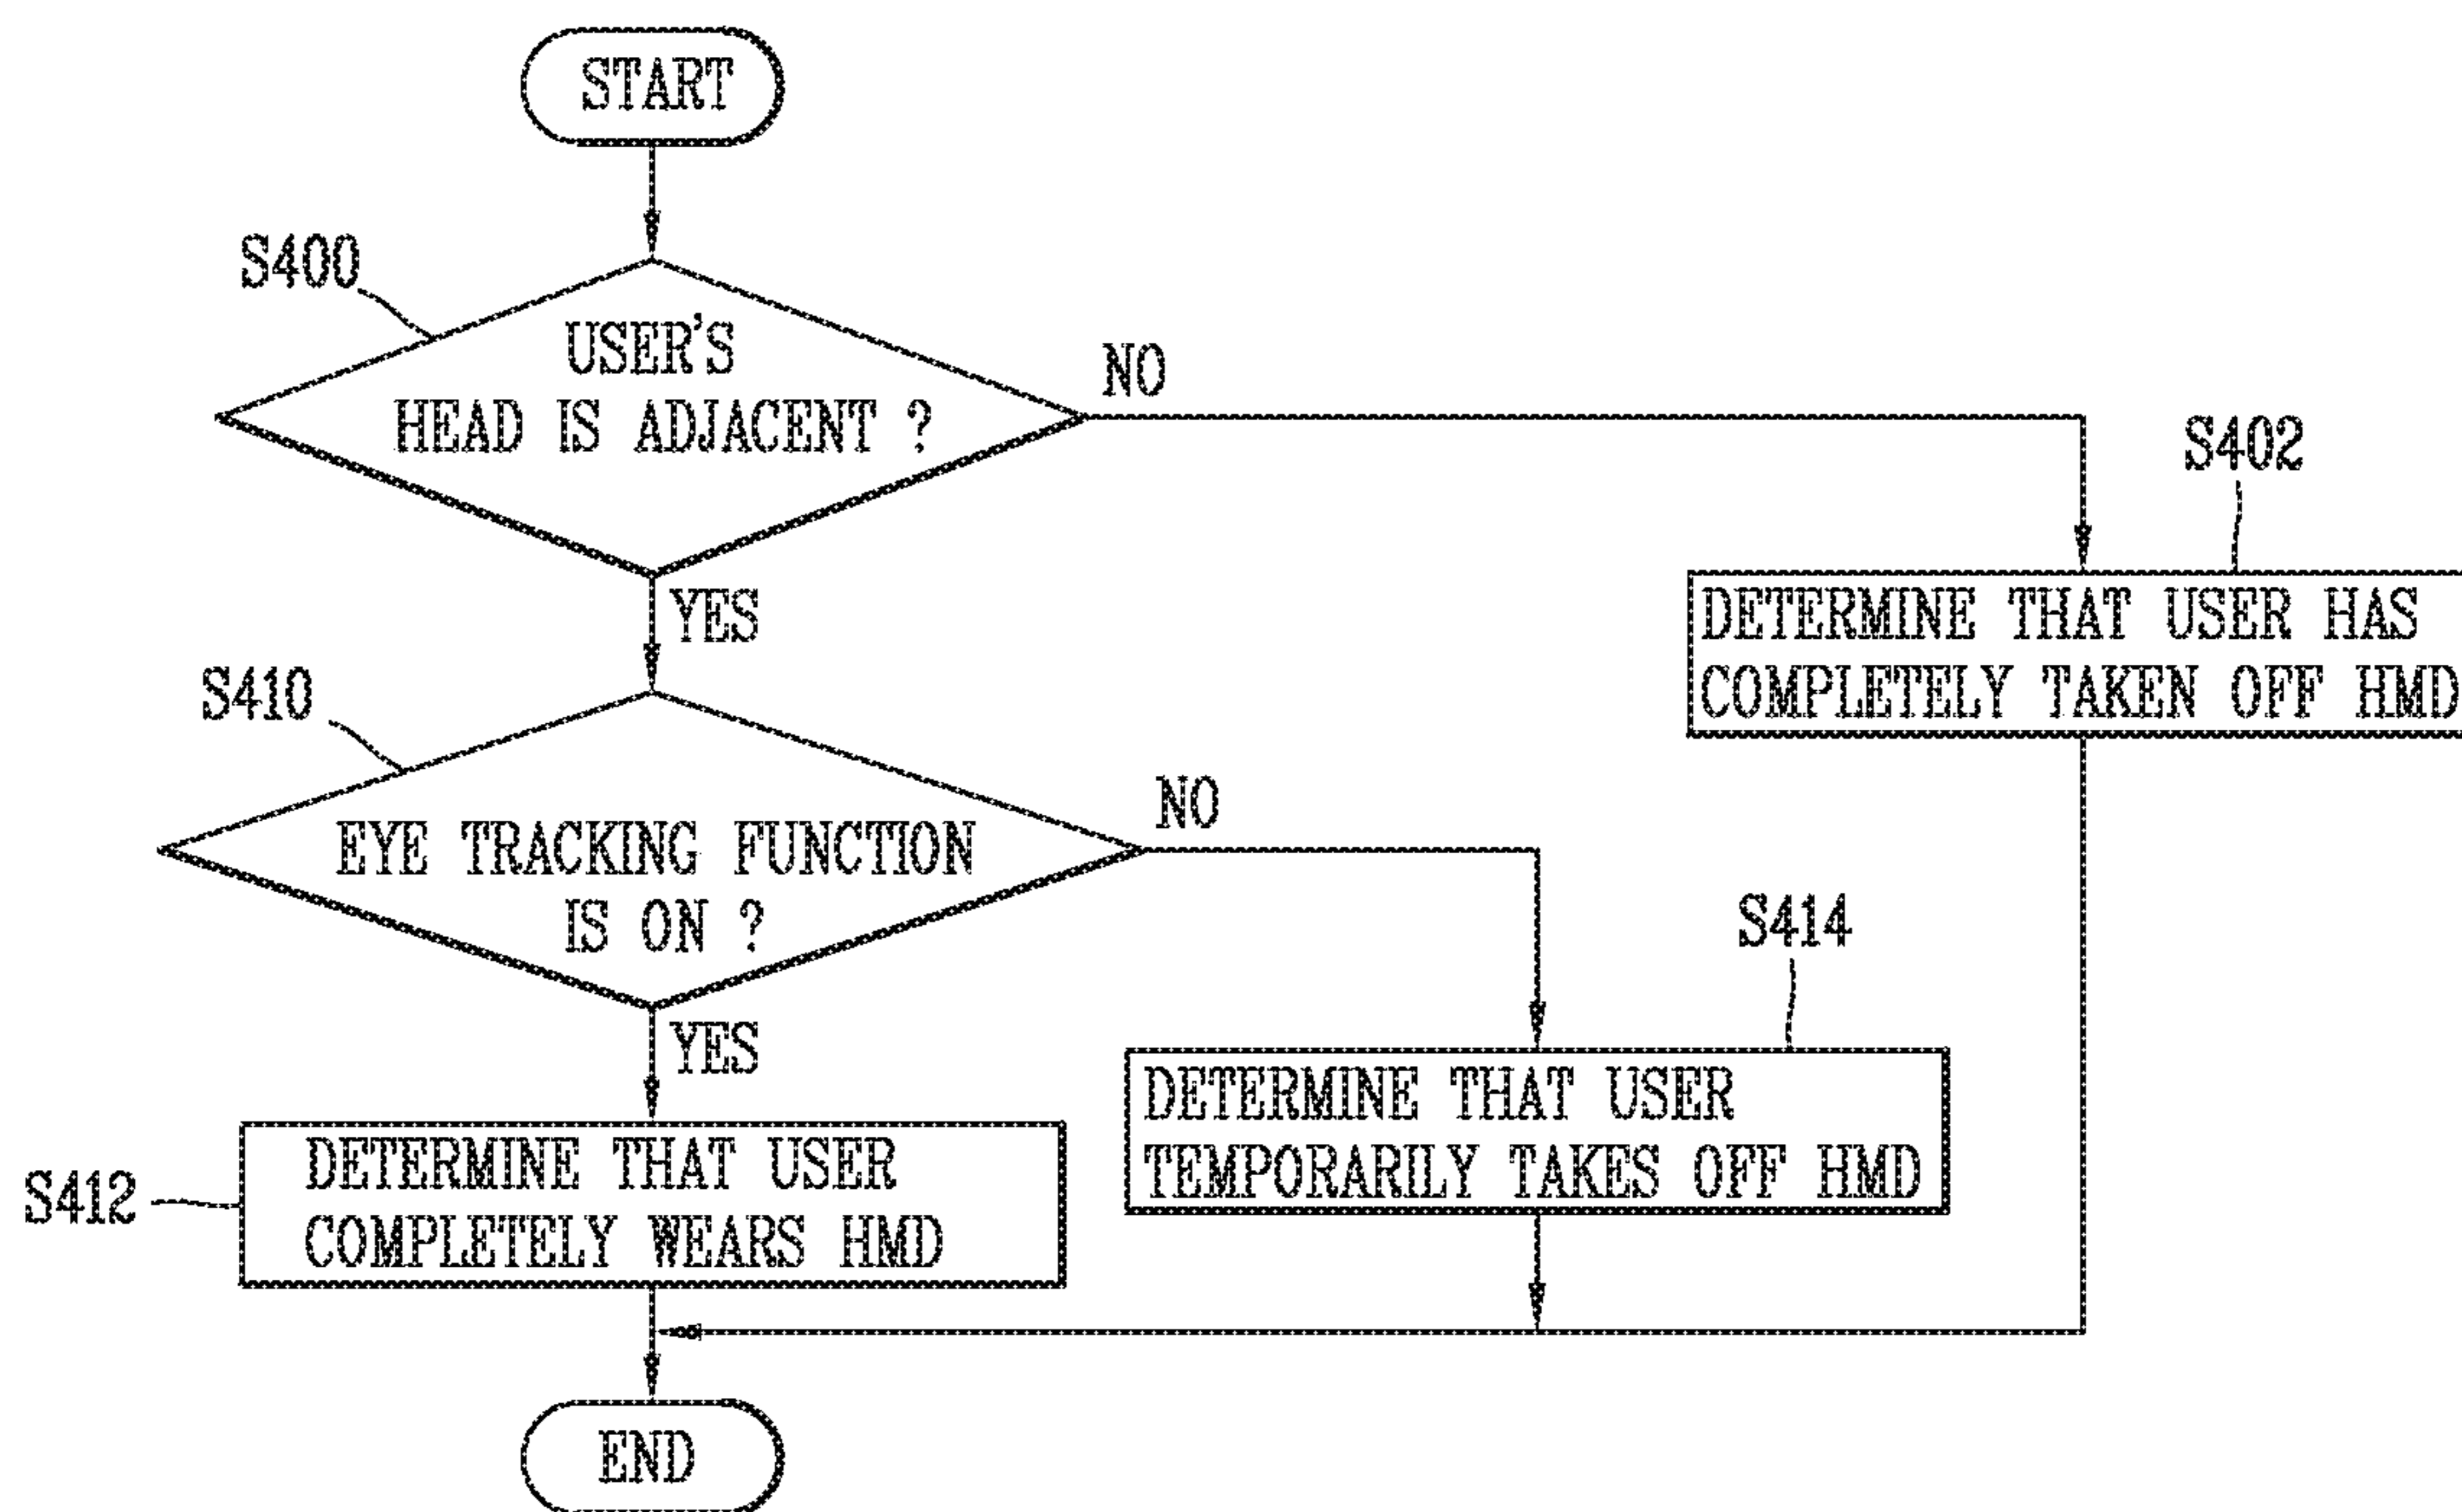 START
S400
USER'S
HEAD IS ADJACENT ?
NO
YES
S402
DETERMINE THAT USER HAS
COMPLETELY TAKEN OFF HMD
S410
EYE TRACKING FUNCTION
IS ON ?
NO
YES
S414
DETERMINE THAT USER
TEMPORARILY TAKES OFF HMD
S412
DETERMINE THAT USER
COMPLETELY WEARS HMD
END